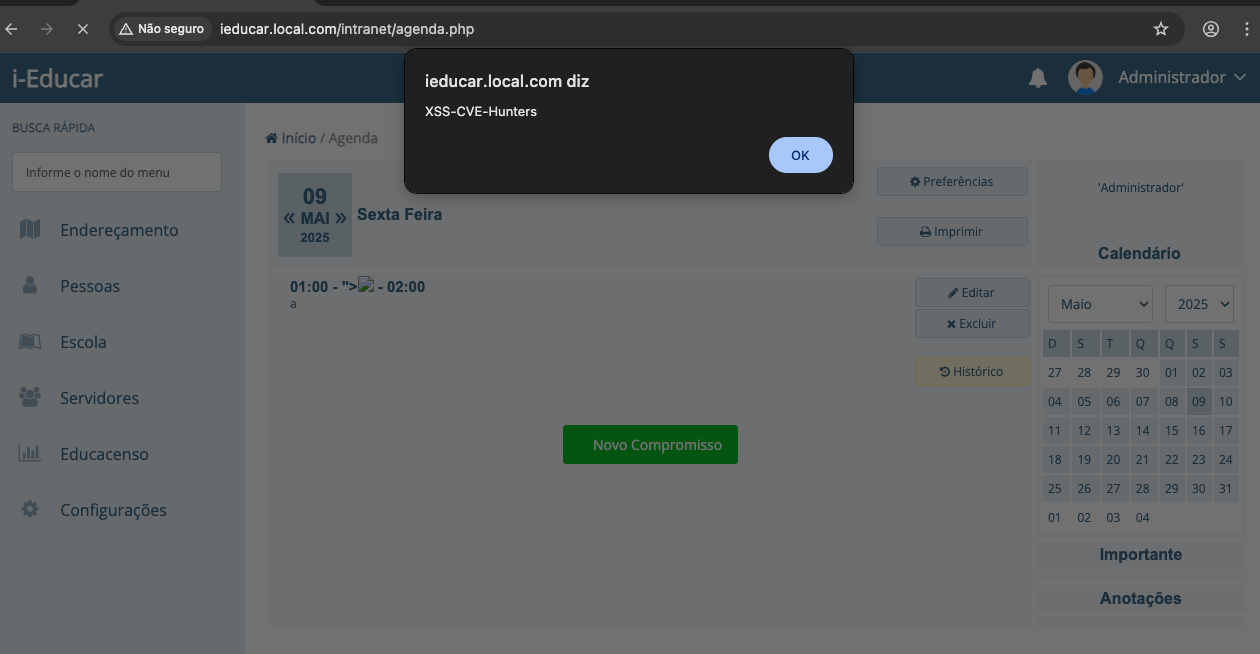 Não seguro ieducar.local.com/intranet/agenda.php
ieducar.local.com diz
XSS-CVE-Hunters
OK
i-Educar
Administrador
BUSCA RÁPIDA
Informe o nome do menu
Endereçamento
Pessoas
Escola
Servidores
Educacenso
Configurações
Início / Agenda
09
« MAI »
2025
Sexta Feira
Preferências
Imprimir
01:00 - "> - 02:00
a
Editar
Excluir
Histórico
Novo Compromisso
'Administrador'
Calendário
Maio 2025
D S T Q Q S S
27 28 29 30 01 02 03
04 05 06 07 08 09 10
11 12 13 14 15 16 17
18 19 20 21 22 23 24
25 26 27 28 29 30 31
01 02 03 04
Importante
Anotações